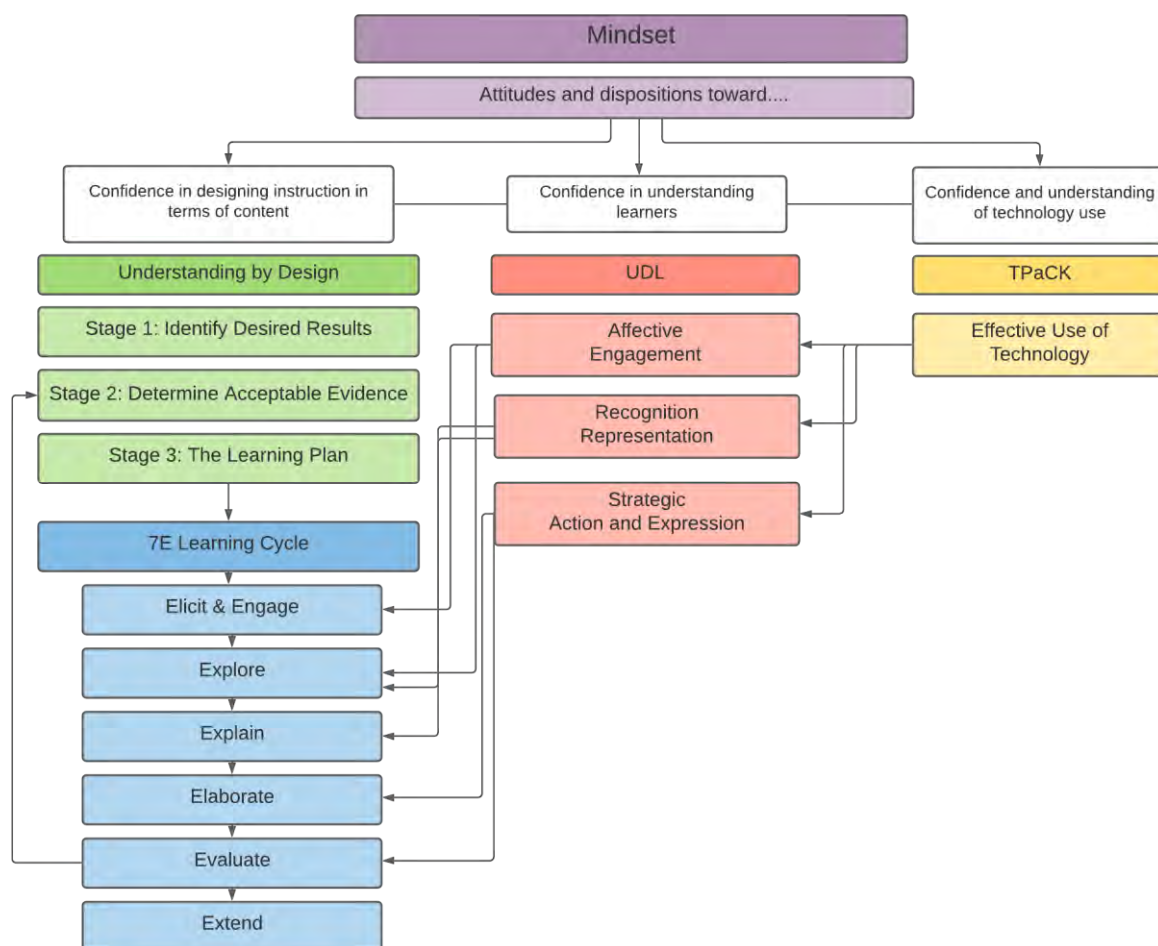 Mindset
Attitudes and dispositions toward....
Confidence in designing instruction in
terms of content
Confidence in understanding
learners
Confidence and understanding
of technology use
Understanding by Design
UDL
TPaCK
Stage 1: Identify Desired Results
Affective
Engagement
Effective Use of
Technology
Stage 2: Determine Acceptable Evidence
Recognition
Representation
Stage 3: The Learning Plan
Strategic
Action and Expression
7E Learning Cycle
Elicit & Engage
Explore
Explain
Elaborate
Evaluate
Extend